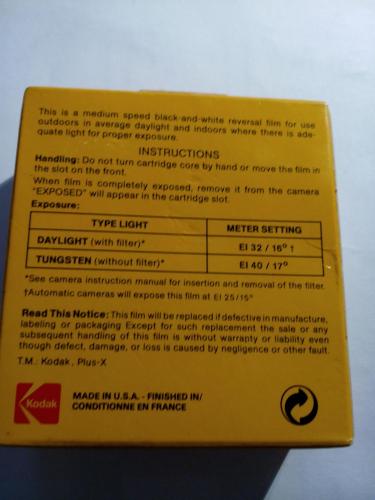 This is a medium speed black-and-white reversal film for use
outdoors in average daylight and indoors where there is ade-
quate light for proper exposure.
INSTRUCTIONS
Handling: Do not turn cartridge core by hand or move the film in
the slot on the front.
When film is completely exposed, remove it from the camera
"EXPOSED" will appear in the cartridge slot.
Exposure:
TYPE LIGHT METER SETTING
DAYLIGHT (with filter)* EI 32 / 16° †
TUNGSTEN (without filter)* EI 40 / 17°
*See camera instruction manual for insertion and removal of the filter.
†Automatic cameras will expose this film at EI 25/15°
Read This Notice: This film will be replaced if defective in manufacture,
labeling or packaging Except for such replacement the sale or any
subsequent handling of this film is without warranty or liability even
though defect, damage, or loss is caused by negligence or other fault.
T.M.: Kodak, Plus-X
Kodak
MADE IN U.S.A. - FINISHED IN/
CONDITIONNE EN FRANCE